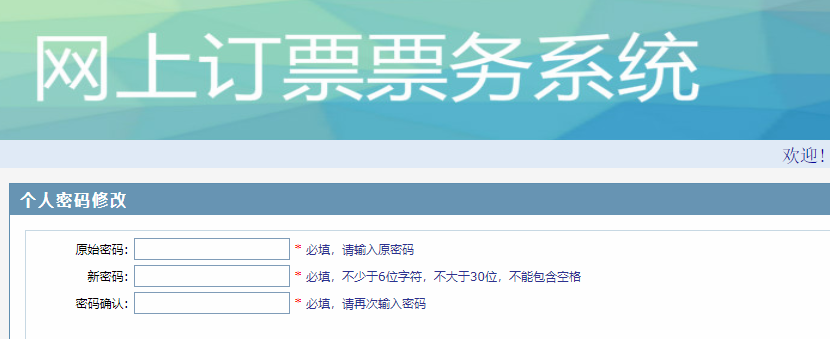 网上订票票务系统
欢迎!
个人密码修改
原始密码: * 必填，请输入原密码
新密码: * 必填，不少于6位字符，不大于30位，不能包含空格
密码确认: * 必填，请再次输入密码